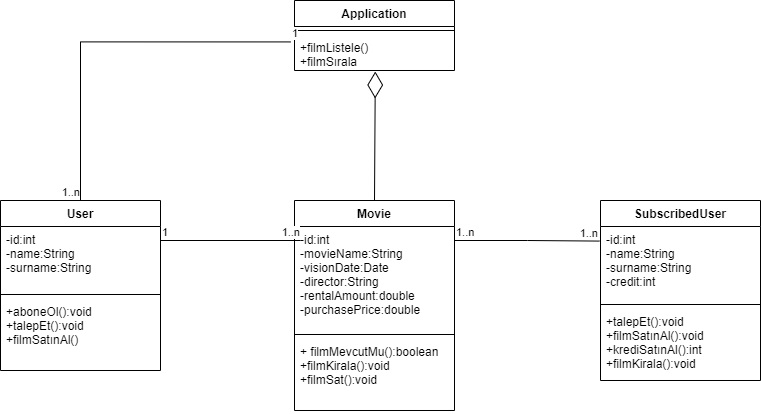 Application
1
+filmListele()
+filmSırala
1..n
User
-id:int
-name:String
-surname:String
+aboneOl():void
+talepEt():void
+filmSatınAl()
1
1..n
Movie
-id:int
-movieName:String
-visionDate:Date
-director:String
-rentalAmount:double
-purchasePrice:double
+ filmMevcutMu():boolean
+filmKirala():void
+filmSat():void
1..n
1..n
SubscribedUser
-id:int
-name:String
-surname:String
-credit:int
+talepEt():void
+filmSatınAl():void
+krediSatınAl():int
+filmKirala():void